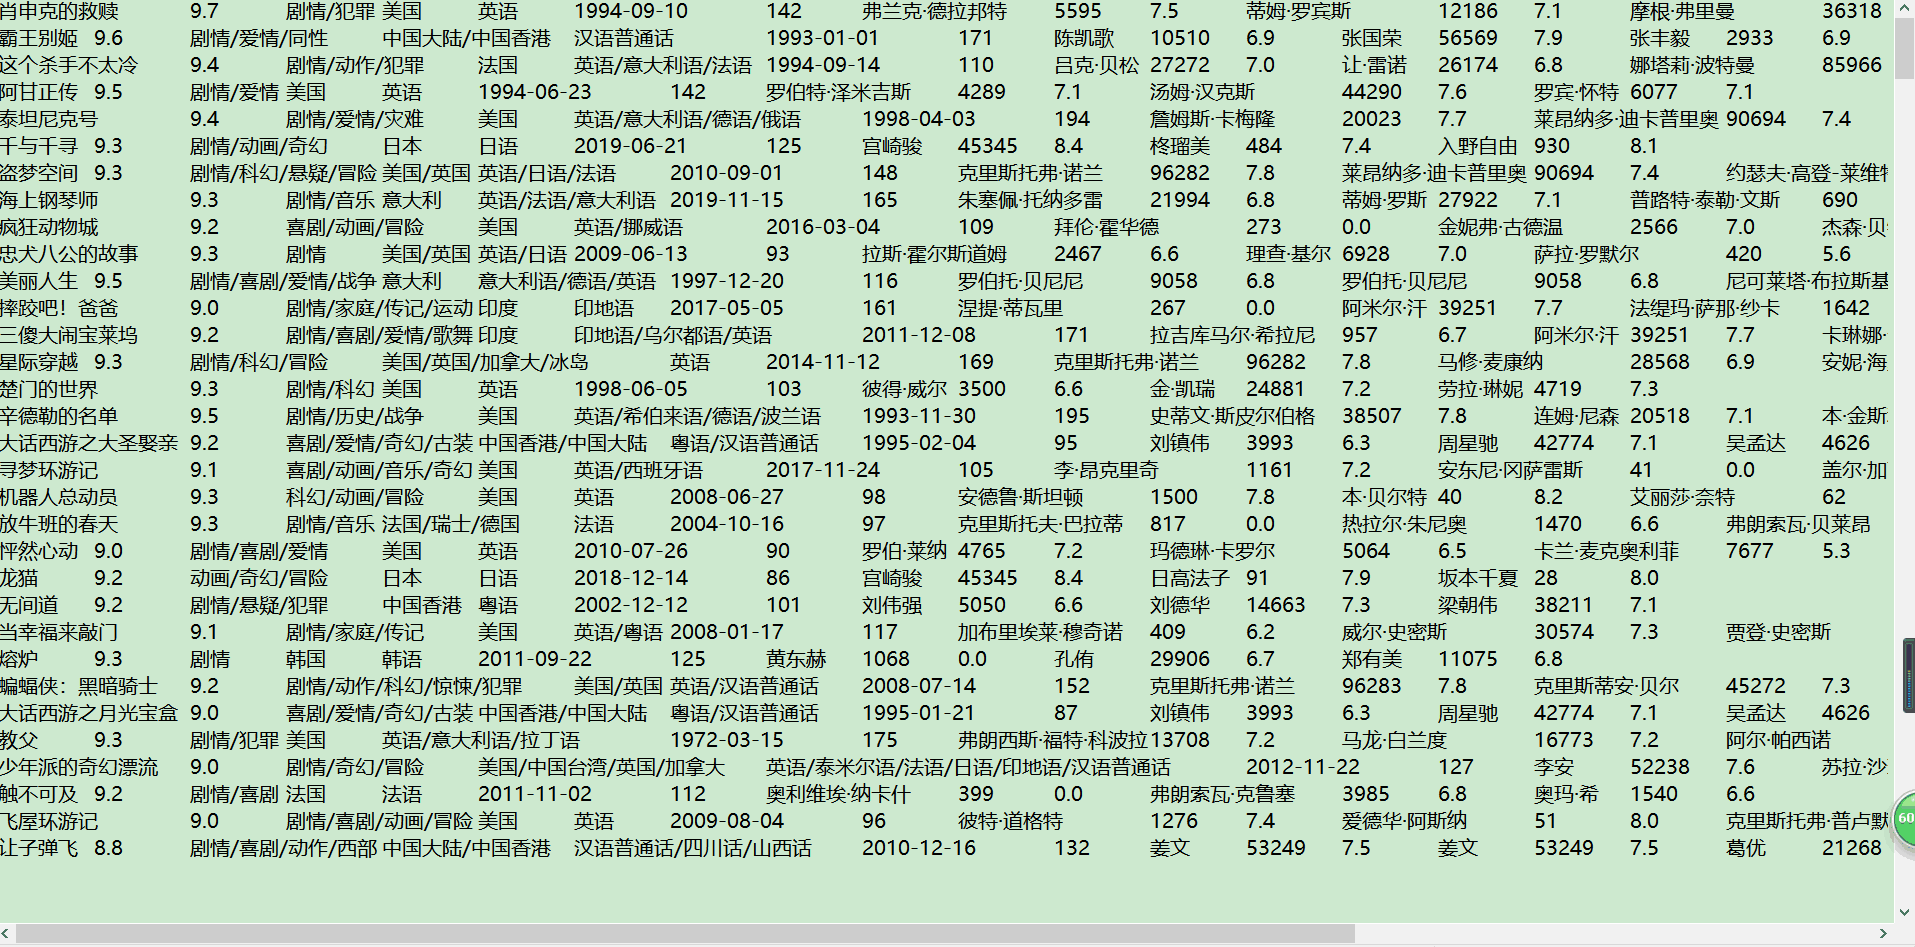 肖申克的救赎 9.7 剧情/犯罪 美国 英语 1994-09-10 142 弗兰克·德拉邦特 5595 7.5 蒂姆·罗宾斯 12186 7.1 摩根·弗里曼 36318
霸王别姬 9.6 剧情/爱情/同性 中国大陆/中国香港 汉语普通话 1993-01-01 171 陈凯歌 10510 6.9 张国荣 56569 7.9 张丰毅 2933 6.9
这个杀手不太冷 9.4 剧情/动作/犯罪 法国 英语/意大利语/法语 1994-09-14 110 吕克·贝松 27272 7.0 让·雷诺 26174 6.8 娜塔莉·波特曼 85966
阿甘正传 9.5 剧情/爱情 美国 英语 1994-06-23 142 罗伯特·泽米吉斯 4289 7.1 汤姆·汉克斯 44290 7.6 罗宾·怀特 6077 7.1
泰坦尼克号 9.4 剧情/爱情/灾难 美国 英语/意大利语/德语/俄语 1998-04-03 194 詹姆斯·卡梅隆 20023 7.7 莱昂纳多·迪卡普里奥 90694 7.4
千与千寻 9.3 剧情/动画/奇幻 日本 日语 2019-06-21 125 宫崎骏 45345 8.4 柊瑠美 484 7.4 入野自由 930 8.1
盗梦空间 9.3 剧情/科幻/悬疑/冒险 美国/英国 英语/日语/法语 2010-09-01 148 克里斯托弗·诺兰 96282 7.8 莱昂纳多·迪卡普里奥 90694 7.4 约瑟夫·高登-莱维
海上钢琴师 9.3 剧情/音乐 意大利 英语/法语/意大利语 2019-11-15 165 朱塞佩·托纳多雷 21994 6.8 蒂姆·罗斯 27922 7.1 普路特·泰勒·文斯 690
疯狂动物城 9.2 喜剧/动画/冒险 美国 英语/挪威语 2016-03-04 109 拜伦·霍华德 273 0.0 金妮弗·古德温 2566 7.0 杰森·贝
忠犬八公的故事 9.3 剧情 美国/英国 英语/日语 2009-06-13 93 拉斯·霍尔斯道姆 2467 6.6 理查·基尔 6928 7.0 萨拉·罗默尔 420 5.6
美丽人生 9.5 剧情/喜剧/爱情/战争 意大利 意大利语/德语/英语 1997-12-20 116 罗伯托·贝尼尼 9058 6.8 罗伯托·贝尼尼 9058 6.8 尼可莱塔·布拉斯基
摔跤吧！爸爸 9.0 剧情/家庭/传记/运动 印度 印地语 2017-05-05 161 涅提·蒂瓦里 267 0.0 阿米尔·汗 39251 7.7 法缇玛·萨那·纱卡 1642
三傻大闹宝莱坞 9.2 剧情/喜剧/爱情/歌舞 印度 印地语/乌尔都语/英语 2011-12-08 171 拉吉库马尔·希拉尼 957 6.7 阿米尔·汗 39251 7.7 卡琳娜·
星际穿越 9.3 剧情/科幻/冒险 美国/英国/加拿大/冰岛 英语 2014-11-12 169 克里斯托弗·诺兰 96282 7.8 马修·麦康纳 28568 6.9 安妮·海
楚门的世界 9.3 剧情/科幻 美国 英语 1998-06-05 103 彼得·威尔 3500 6.6 金·凯瑞 24881 7.2 劳拉·琳妮 4719 7.3
辛德勒的名单 9.5 剧情/历史/战争 美国 英语/希伯来语/德语/波兰语 1993-11-30 195 史蒂文·斯皮尔伯格 38507 7.8 连姆·尼森 20518 7.1 本·金斯
大话西游之大圣娶亲 9.2 喜剧/爱情/奇幻/古装 中国香港/中国大陆 粤语/汉语普通话 1995-02-04 95 刘镇伟 3993 6.3 周星驰 42774 7.1 吴孟达 4626
寻梦环游记 9.1 喜剧/动画/音乐/奇幻 美国 英语/西班牙语 2017-11-24 105 李·昂克里奇 1161 7.2 安东尼·冈萨雷斯 41 0.0 盖尔·加
机器人总动员 9.3 科幻/动画/冒险 美国 英语 2008-06-27 98 安德鲁·斯坦顿 1500 7.8 本·贝尔特 40 8.2 艾丽莎·奈特 62
放牛班的春天 9.3 剧情/音乐 法国/瑞士/德国 法语 2004-10-16 97 克里斯托夫·巴拉蒂 817 0.0 热拉尔·朱尼奥 1470 6.6 弗朗索瓦·贝莱昂
怦然心动 9.0 剧情/喜剧/爱情 美国 英语 2010-07-26 90 罗伯·莱纳 4765 7.2 玛德琳·卡罗尔 5064 6.5 卡兰·麦克奥利菲 7677 5.3
龙猫 9.2 动画/奇幻/冒险 日本 日语 2018-12-14 86 宫崎骏 45345 8.4 日高法子 91 7.9 坂本千夏 28 8.0
无间道 9.2 剧情/悬疑/犯罪 中国香港 粤语 2002-12-12 101 刘伟强 5050 6.6 刘德华 14663 7.3 梁朝伟 38211 7.1
当幸福来敲门 9.1 剧情/家庭/传记 美国 英语/粤语 2008-01-17 117 加布里埃莱·穆奇诺 409 6.2 威尔·史密斯 30574 7.3 贾登·史密斯
熔炉 9.3 剧情 韩国 韩语 2011-09-22 125 黄东赫 1068 0.0 孔侑 29906 6.7 郑有美 11075 6.8
蝙蝠侠：黑暗骑士 9.2 剧情/动作/科幻/惊悚/犯罪 美国/英国 英语/汉语普通话 2008-07-14 152 克里斯托弗·诺兰 96283 7.8 克里斯蒂安·贝尔 45272 7.3
大话西游之月光宝盒 9.0 喜剧/爱情/奇幻/古装 中国香港/中国大陆 粤语/汉语普通话 1995-01-21 87 刘镇伟 3993 6.3 周星驰 42774 7.1 吴孟达 4626
教父 9.3 剧情/犯罪 美国 英语/意大利语/拉丁语 1972-03-15 175 弗朗西斯·福特·科波拉 13708 7.2 马龙·白兰度 16773 7.2 阿尔·帕西诺
少年派的奇幻漂流 9.0 剧情/奇幻/冒险 美国/中国台湾/英国/加拿大 英语/泰米尔语/法语/日语/印地语/汉语普通话 2012-11-22 127 李安 52238 7.6 苏拉·沙
触不可及 9.2 剧情/喜剧 法国 法语 2011-11-02 112 奥利维埃·纳卡什 399 0.0 弗朗索瓦·克鲁塞 3985 6.8 奥玛·希 1540 6.6
飞屋环游记 9.0 剧情/喜剧/动画/冒险 美国 英语 2009-08-04 96 彼特·道格特 1276 7.4 爱德华·阿斯纳 51 8.0 克里斯托弗·普卢默
让子弹飞 8.8 剧情/喜剧/动作/西部 中国大陆/中国香港 汉语普通话/四川话/山西话 2010-12-16 132 姜文 53249 7.5 姜文 53249 7.5 葛优 21268
60